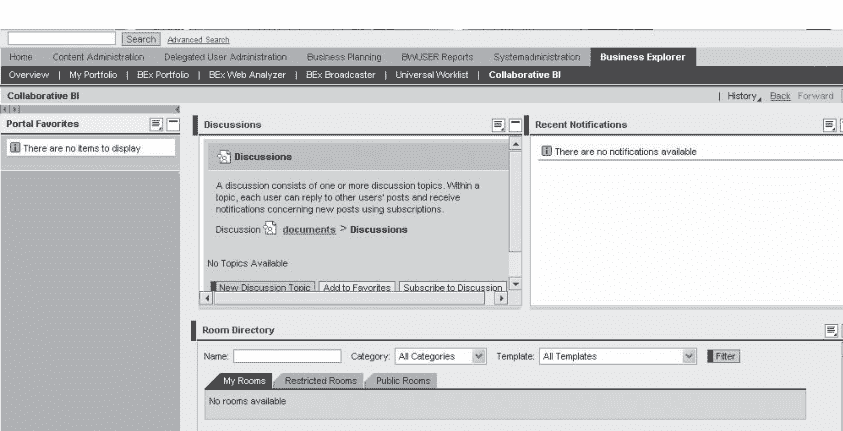 Search Advanced Search
Home Content Administration Delegated User Administration Business Planning BWUSER Reports Systemadministration Business Explorer
Overview | My Portfolio | BEx Portfolio | BEx Web Analyzer | BEx Broadcaster | Universal Worklist | Collaborative BI
Collaborative BI | History Back Forward
Portal Favorites
There are no items to display
Discussions
Discussions
A discussion consists of one or more discussion topics. Within a
topic, each user can reply to other users' posts and receive
notifications concerning new posts using subscriptions.
Discussion documents > Discussions
No Topics Available
New Discussion Topic Add to Favorites Subscribe to Discussion
Recent Notifications
There are no notifications available
Room Directory
Name: Category: All Categories Template: All Templates Filter
My Rooms Restricted Rooms Public Rooms
No rooms available